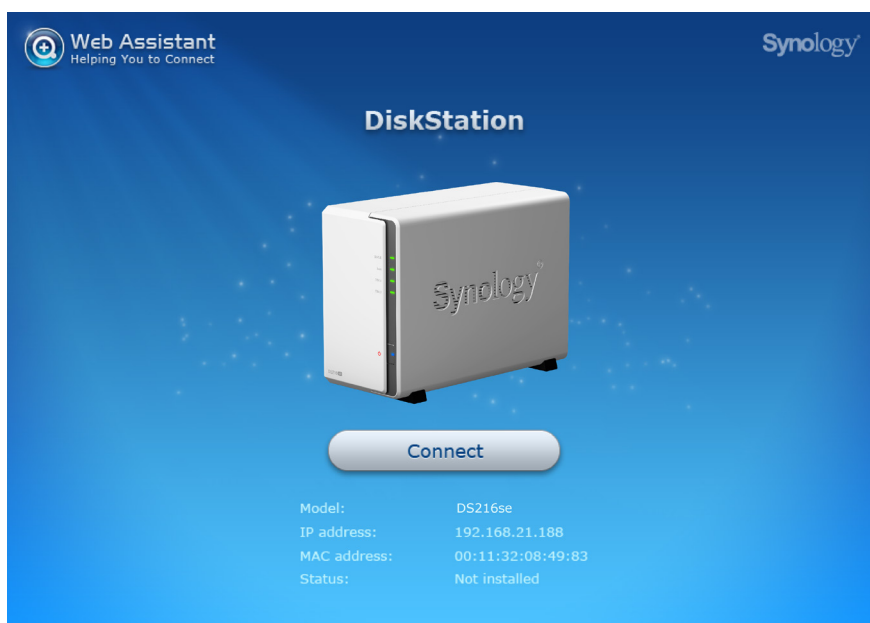 Web Assistant
Helping You to Connect
Synology
DiskStation
Synology
Connect
Model: DS216se
IP address: 192.168.21.188
MAC address: 00:11:32:08:49:83
Status: Not installed